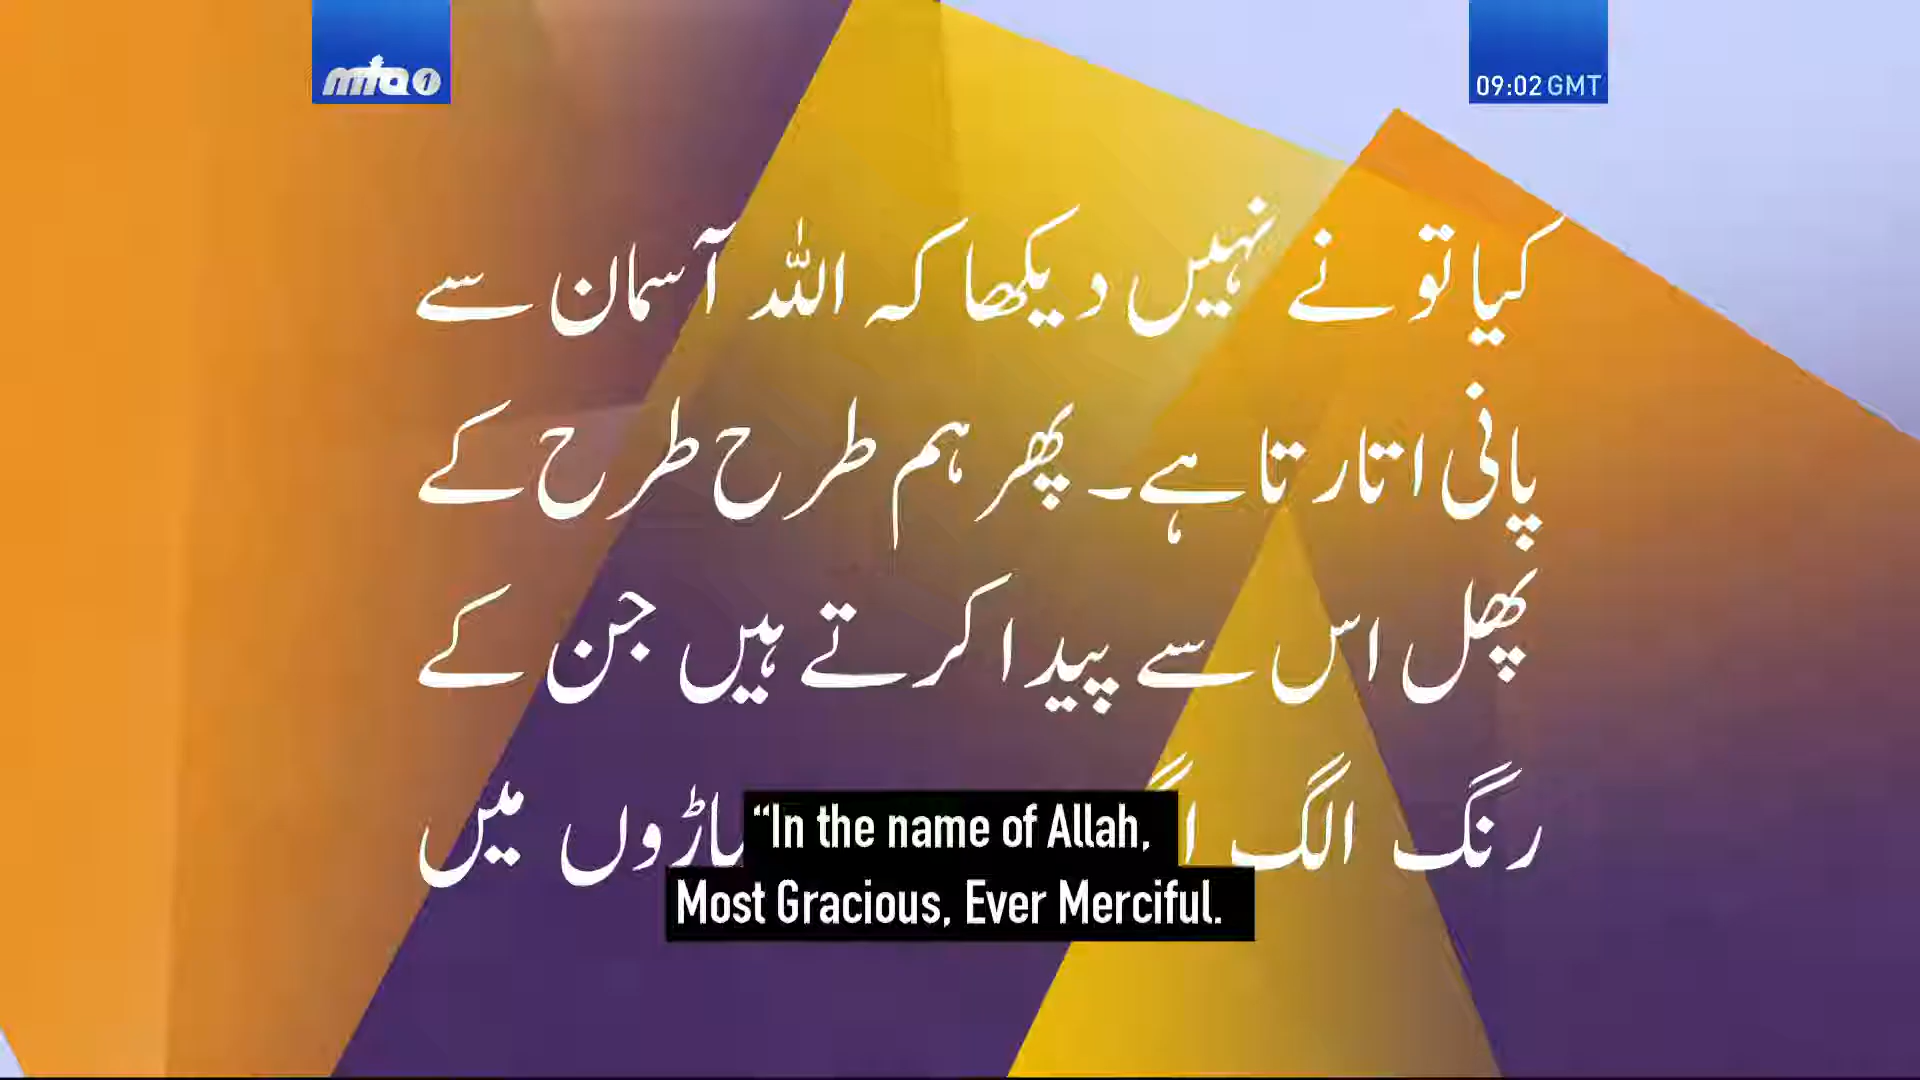 mta 1
09:02 GMT
کیا تو نے نہیں دیکھا کہ اللہ آسمان سے
پانی اتارتا ہے۔ پھر ہم طرح طرح کے
پھل اس سے پیدا کرتے ہیں جن کے
رنگ الگ میں
“In the name of Allah,
Most Gracious, Ever Merciful.